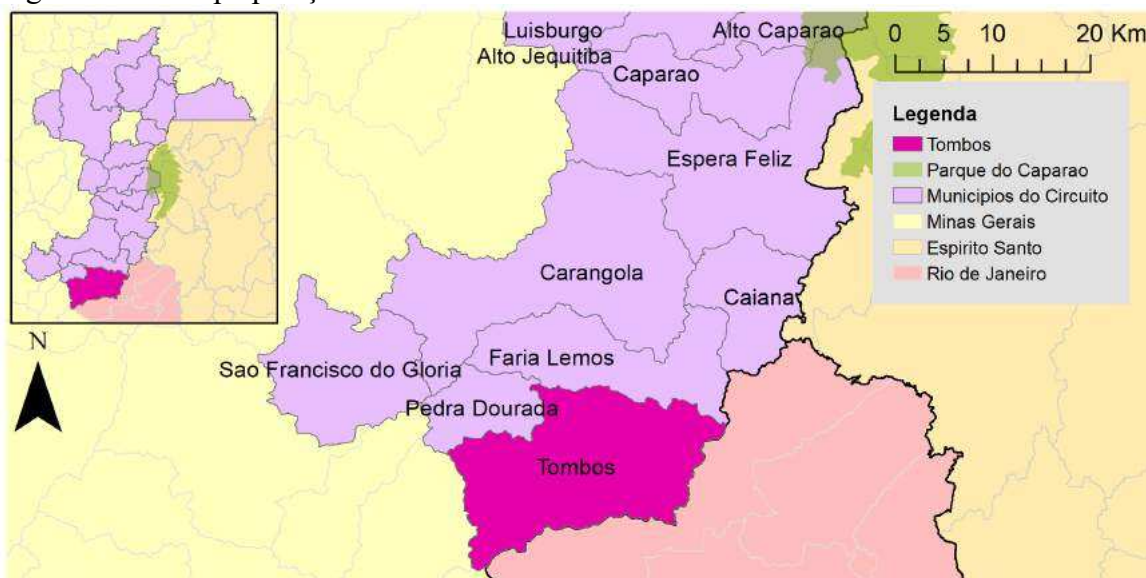 Luisburgo
Alto Caparao
Alto Jequitiba
Caparao
Espera Feliz
Carangola
Caiana
Faria Lemos
Sao Francisco do Gloria
Pedra Dourada
Tombos
N
0 5 10 20 Km
Legenda
Tombos
Parque do Caparao
Municipios do Circuito
Minas Gerais
Espirito Santo
Rio de Janeiro